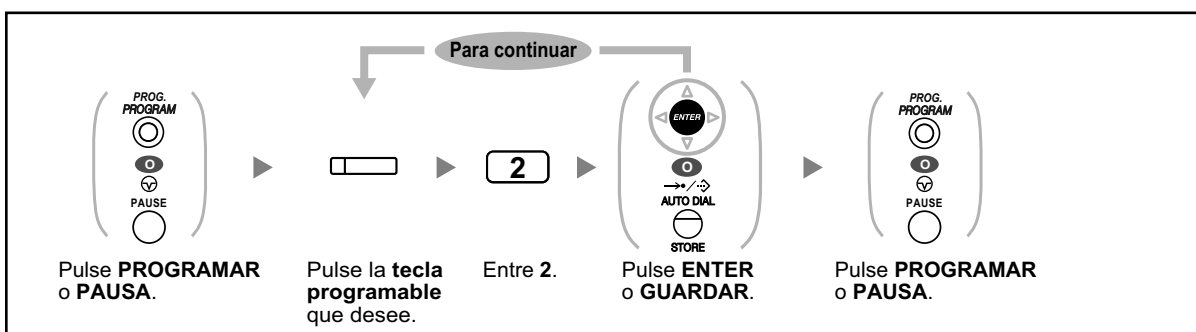 Para continuar
PROG.
PROGRAM
O
PAUSE
2
ENTER
O
AUTO DIAL
STORE
PROG.
PROGRAM
O
PAUSE
Pulse PROGRAMAR
o PAUSA.
Pulse la tecla
programable
que desee.
Entre 2.
Pulse ENTER
o GUARDAR.
Pulse PROGRAMAR
o PAUSA.